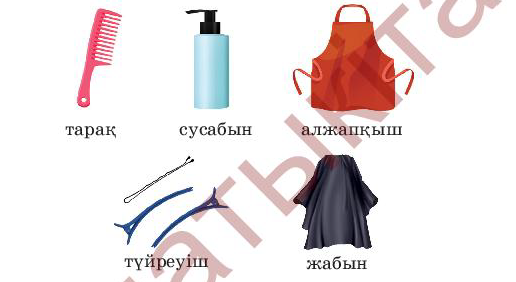 тарақ сусабын алжапқыш
түйреуіш жабын